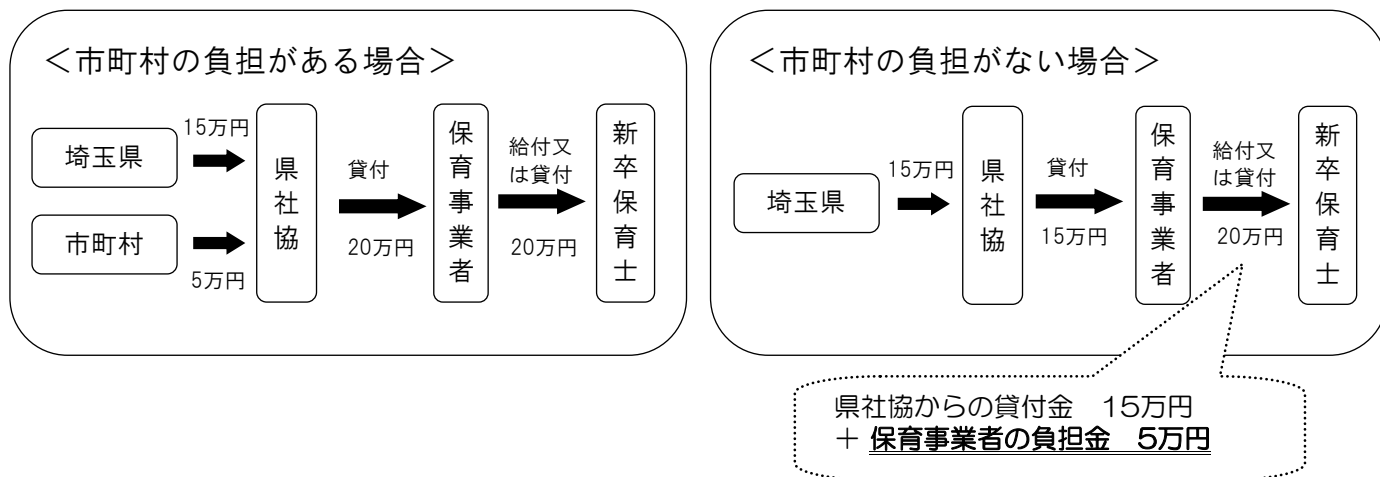 ＜市町村の負担がある場合＞
埼玉県
15万円
市町村
5万円
県社協
貸付
20万円
保育事業者
給付又
は貸付
20万円
新卒保育士
＜市町村の負担がない場合＞
埼玉県
15万円
県社協
貸付
15万円
保育事業者
給付又
は貸付
20万円
新卒保育士
県社協からの貸付金　15万円
＋ 保育事業者の負担金　5万円